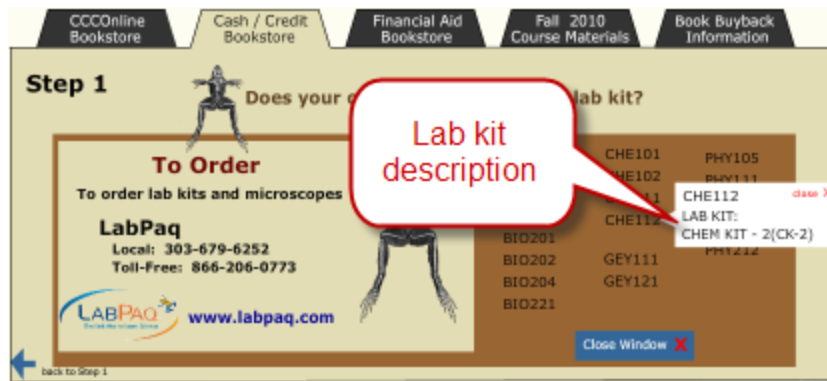 CCCOnline
Bookstore
Cash / Credit
Bookstore
Financial Aid
Bookstore
Fall 2010
Course Materials
Book Buyback
Information
Step 1
Does your
lab kit?
Lab kit
description
To Order
To order lab kits and microscopes
LabPaq
Local: 303-679-6252
Toll-Free: 866-206-0773
LABPAQ
www.labpaq.com
BIO201
BIO202
BIO204
BIO221
CHE101
CHE102
CHE112
GEY111
GEY121
PHY105
PHY111
PHY212
CHE112
close X
LAB KIT:
CHEM KIT - 2(CK-2)
Close Window X
back to Step 1